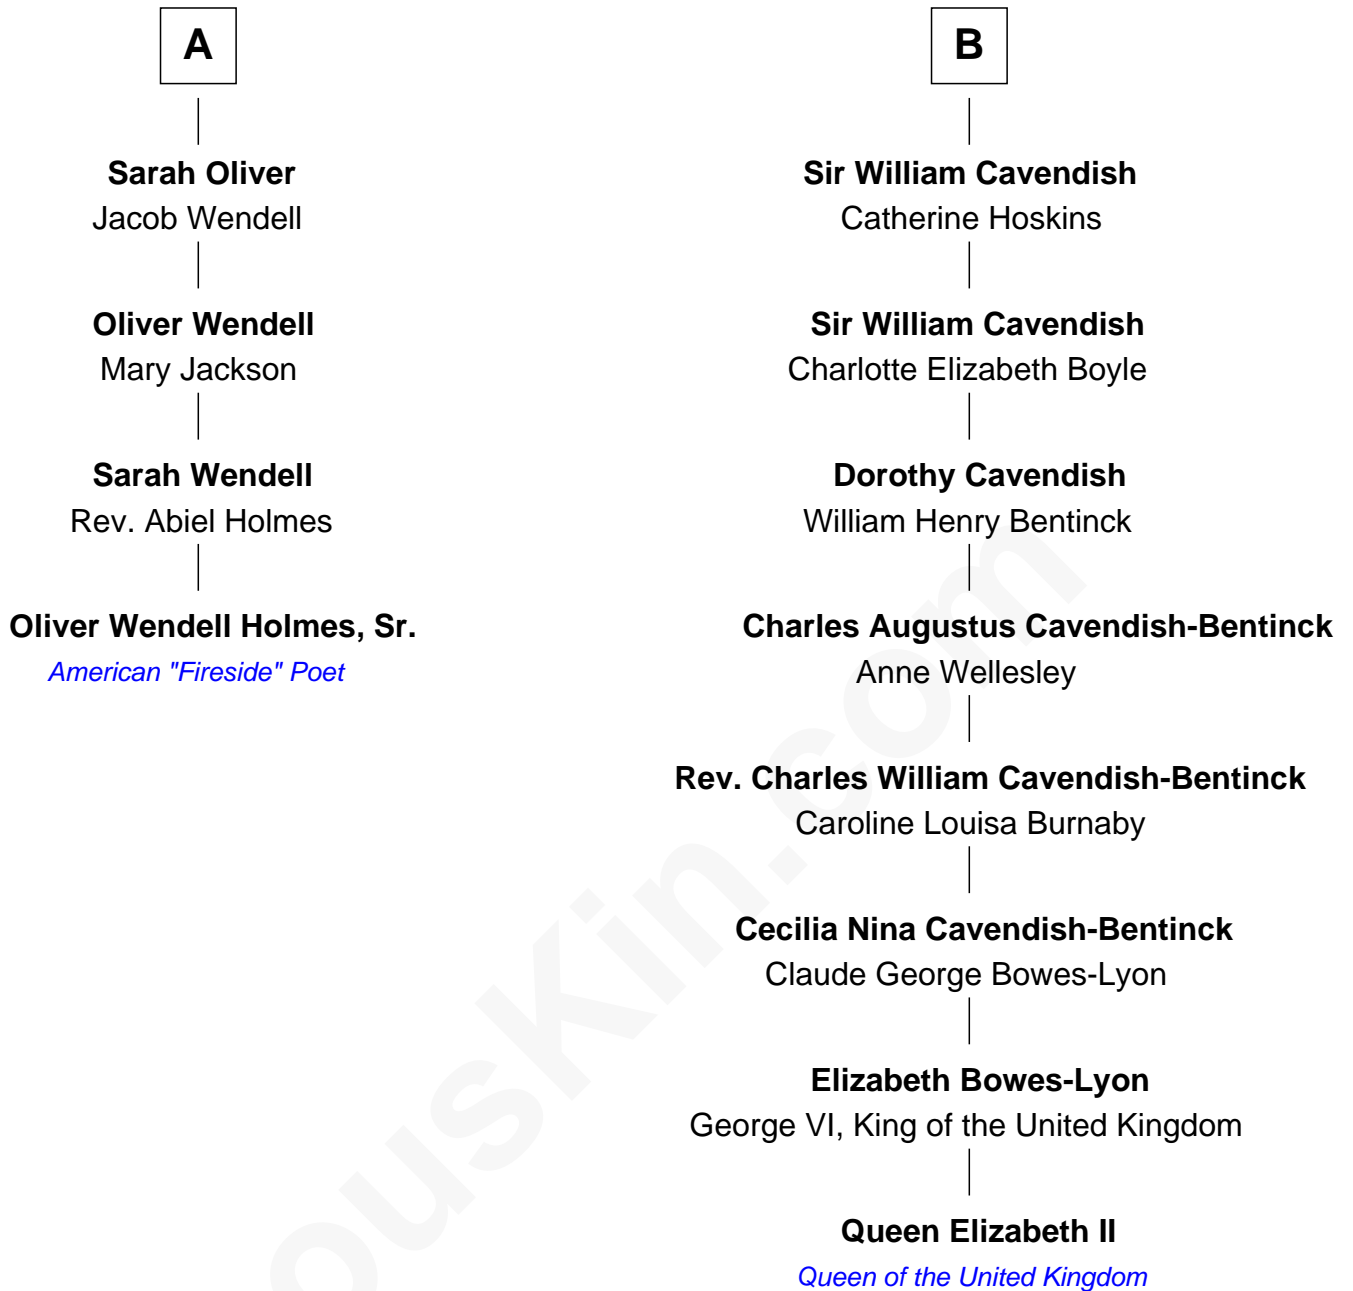 A
Sarah Oliver
Jacob Wendell
Oliver Wendell
Mary Jackson
Sarah Wendell
Rev. Abiel Holmes
Oliver Wendell Holmes, Sr.
American "Fireside" Poet
B
Sir William Cavendish
Catherine Hoskins
Sir William Cavendish
Charlotte Elizabeth Boyle
Dorothy Cavendish
William Henry Bentinck
Charles Augustus Cavendish-Bentinck
Anne Wellesley
Rev. Charles William Cavendish-Bentinck
Caroline Louisa Burnaby
Cecilia Nina Cavendish-Bentinck
Claude George Bowes-Lyon
Elizabeth Bowes-Lyon
George VI, King of the United Kingdom
Queen Elizabeth II
Queen of the United Kingdom
ousKin.com